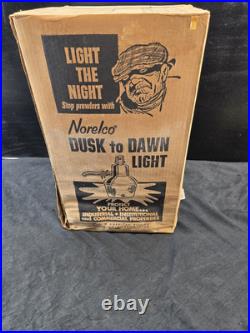 LIGHT
THE
NIGHT
Stop prowlers with
Norelco
DUSK to DAWN
LIGHT
PROTECT
YOUR HOME...
INDUSTRIAL • INSTITUTIONAL
and COMMERCIAL PROPERTIES